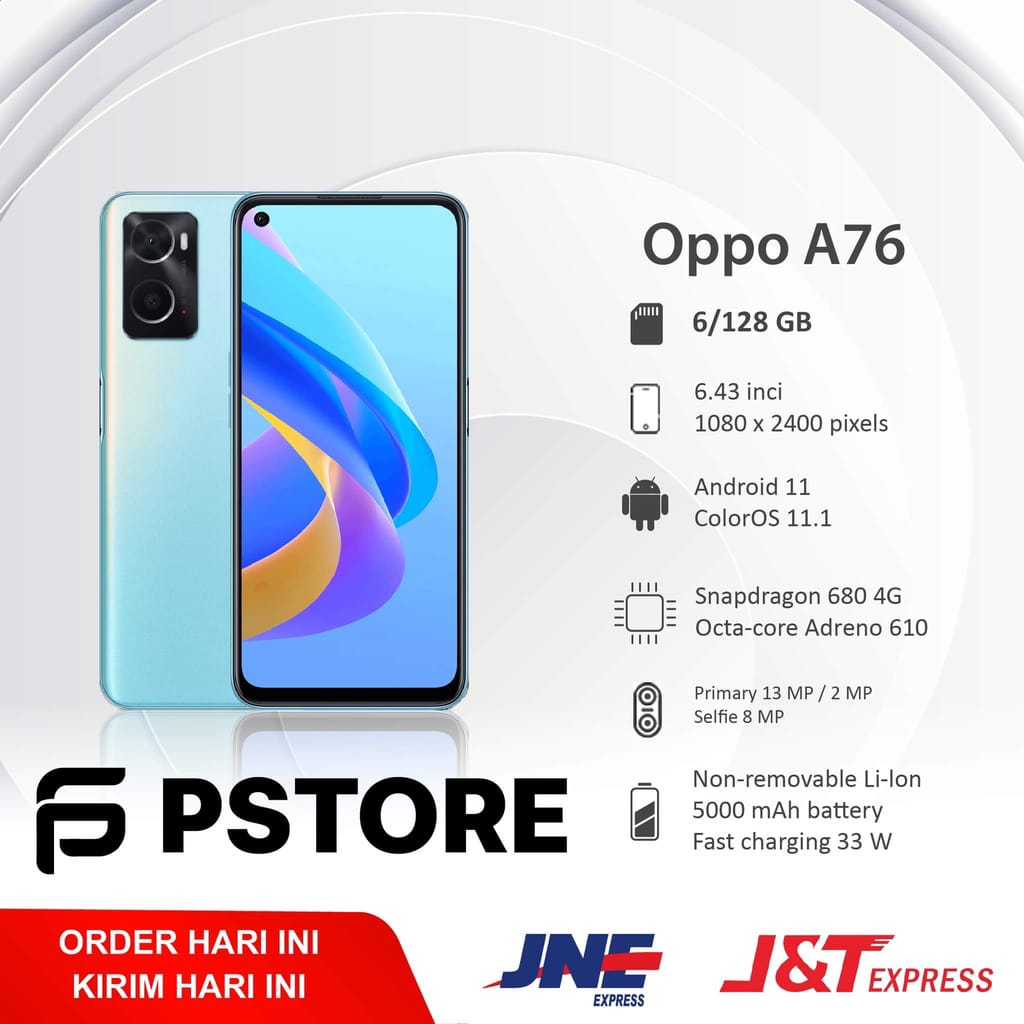 Oppo A76
6/128 GB
6.43 inci
1080 x 2400 pixels
Android 11
ColorOS 11.1
Snapdragon 680 4G
Octa-core Adreno 610
Primary 13 MP / 2 MP
Selfie 8 MP
Non-removable Li-Ion
5000 mAh battery
Fast charging 33 W
PSTORE
ORDER HARI INI
KIRIM HARI INI
JNE
EXPRESS
J&T EXPRESS